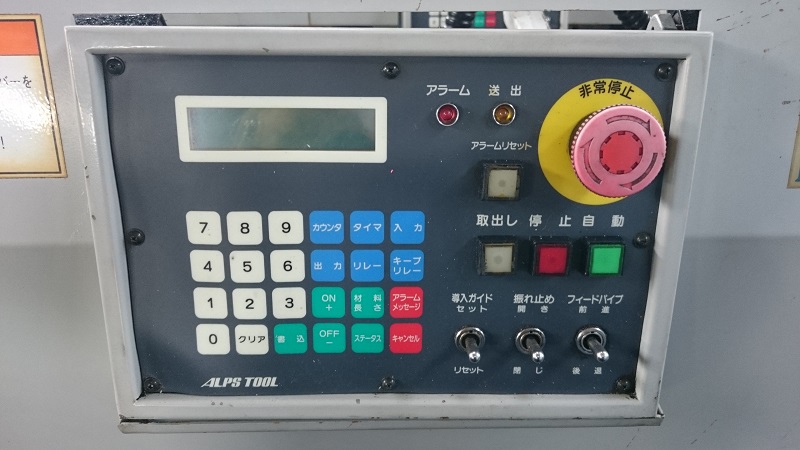 バーを
!
アラーム 送出
非常停止
アラームリセット
取出し 停止 自動
7 8 9 カウンタ タイマ 入力
4 5 6 出力 リレー キープ
リレー
1 2 3 ON
+ 材料
長さ アラーム
メッセージ
0 クリア 書込 OFF
− ステータス キャンセル
導入ガイド
セット
リセット
振れ止め
開き
閉じ
フィードパイプ
前進
後退
ALPS TOOL